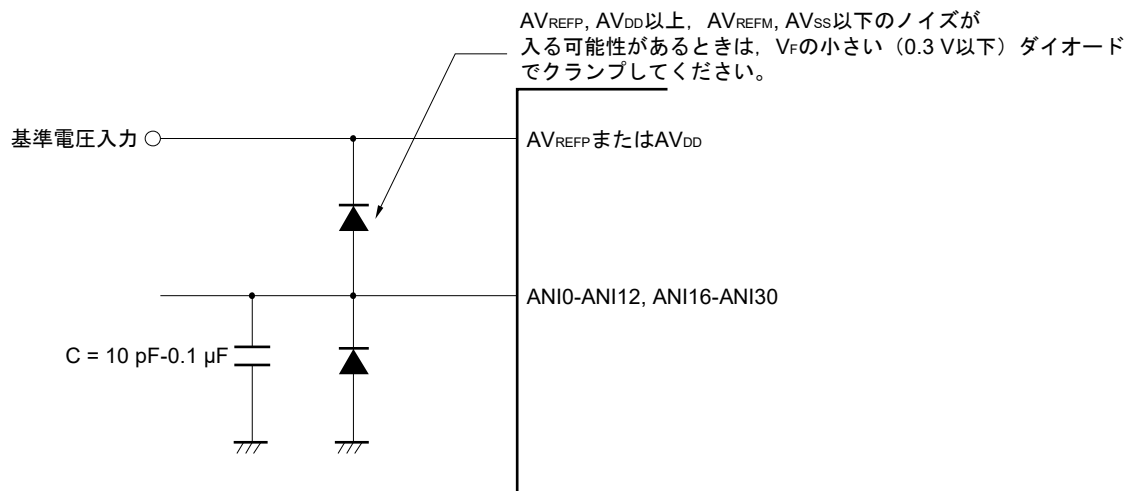 AVREFP, AVDD以上，AVREFM, AVSS以下のノイズが
入る可能性があるときは，VFの小さい（0.3 V以下）ダイオード
でクランプしてください。
基準電圧入力
AVREFPまたはAVDD
ANI0-ANI12, ANI16-ANI30
C = 10 pF-0.1 μF